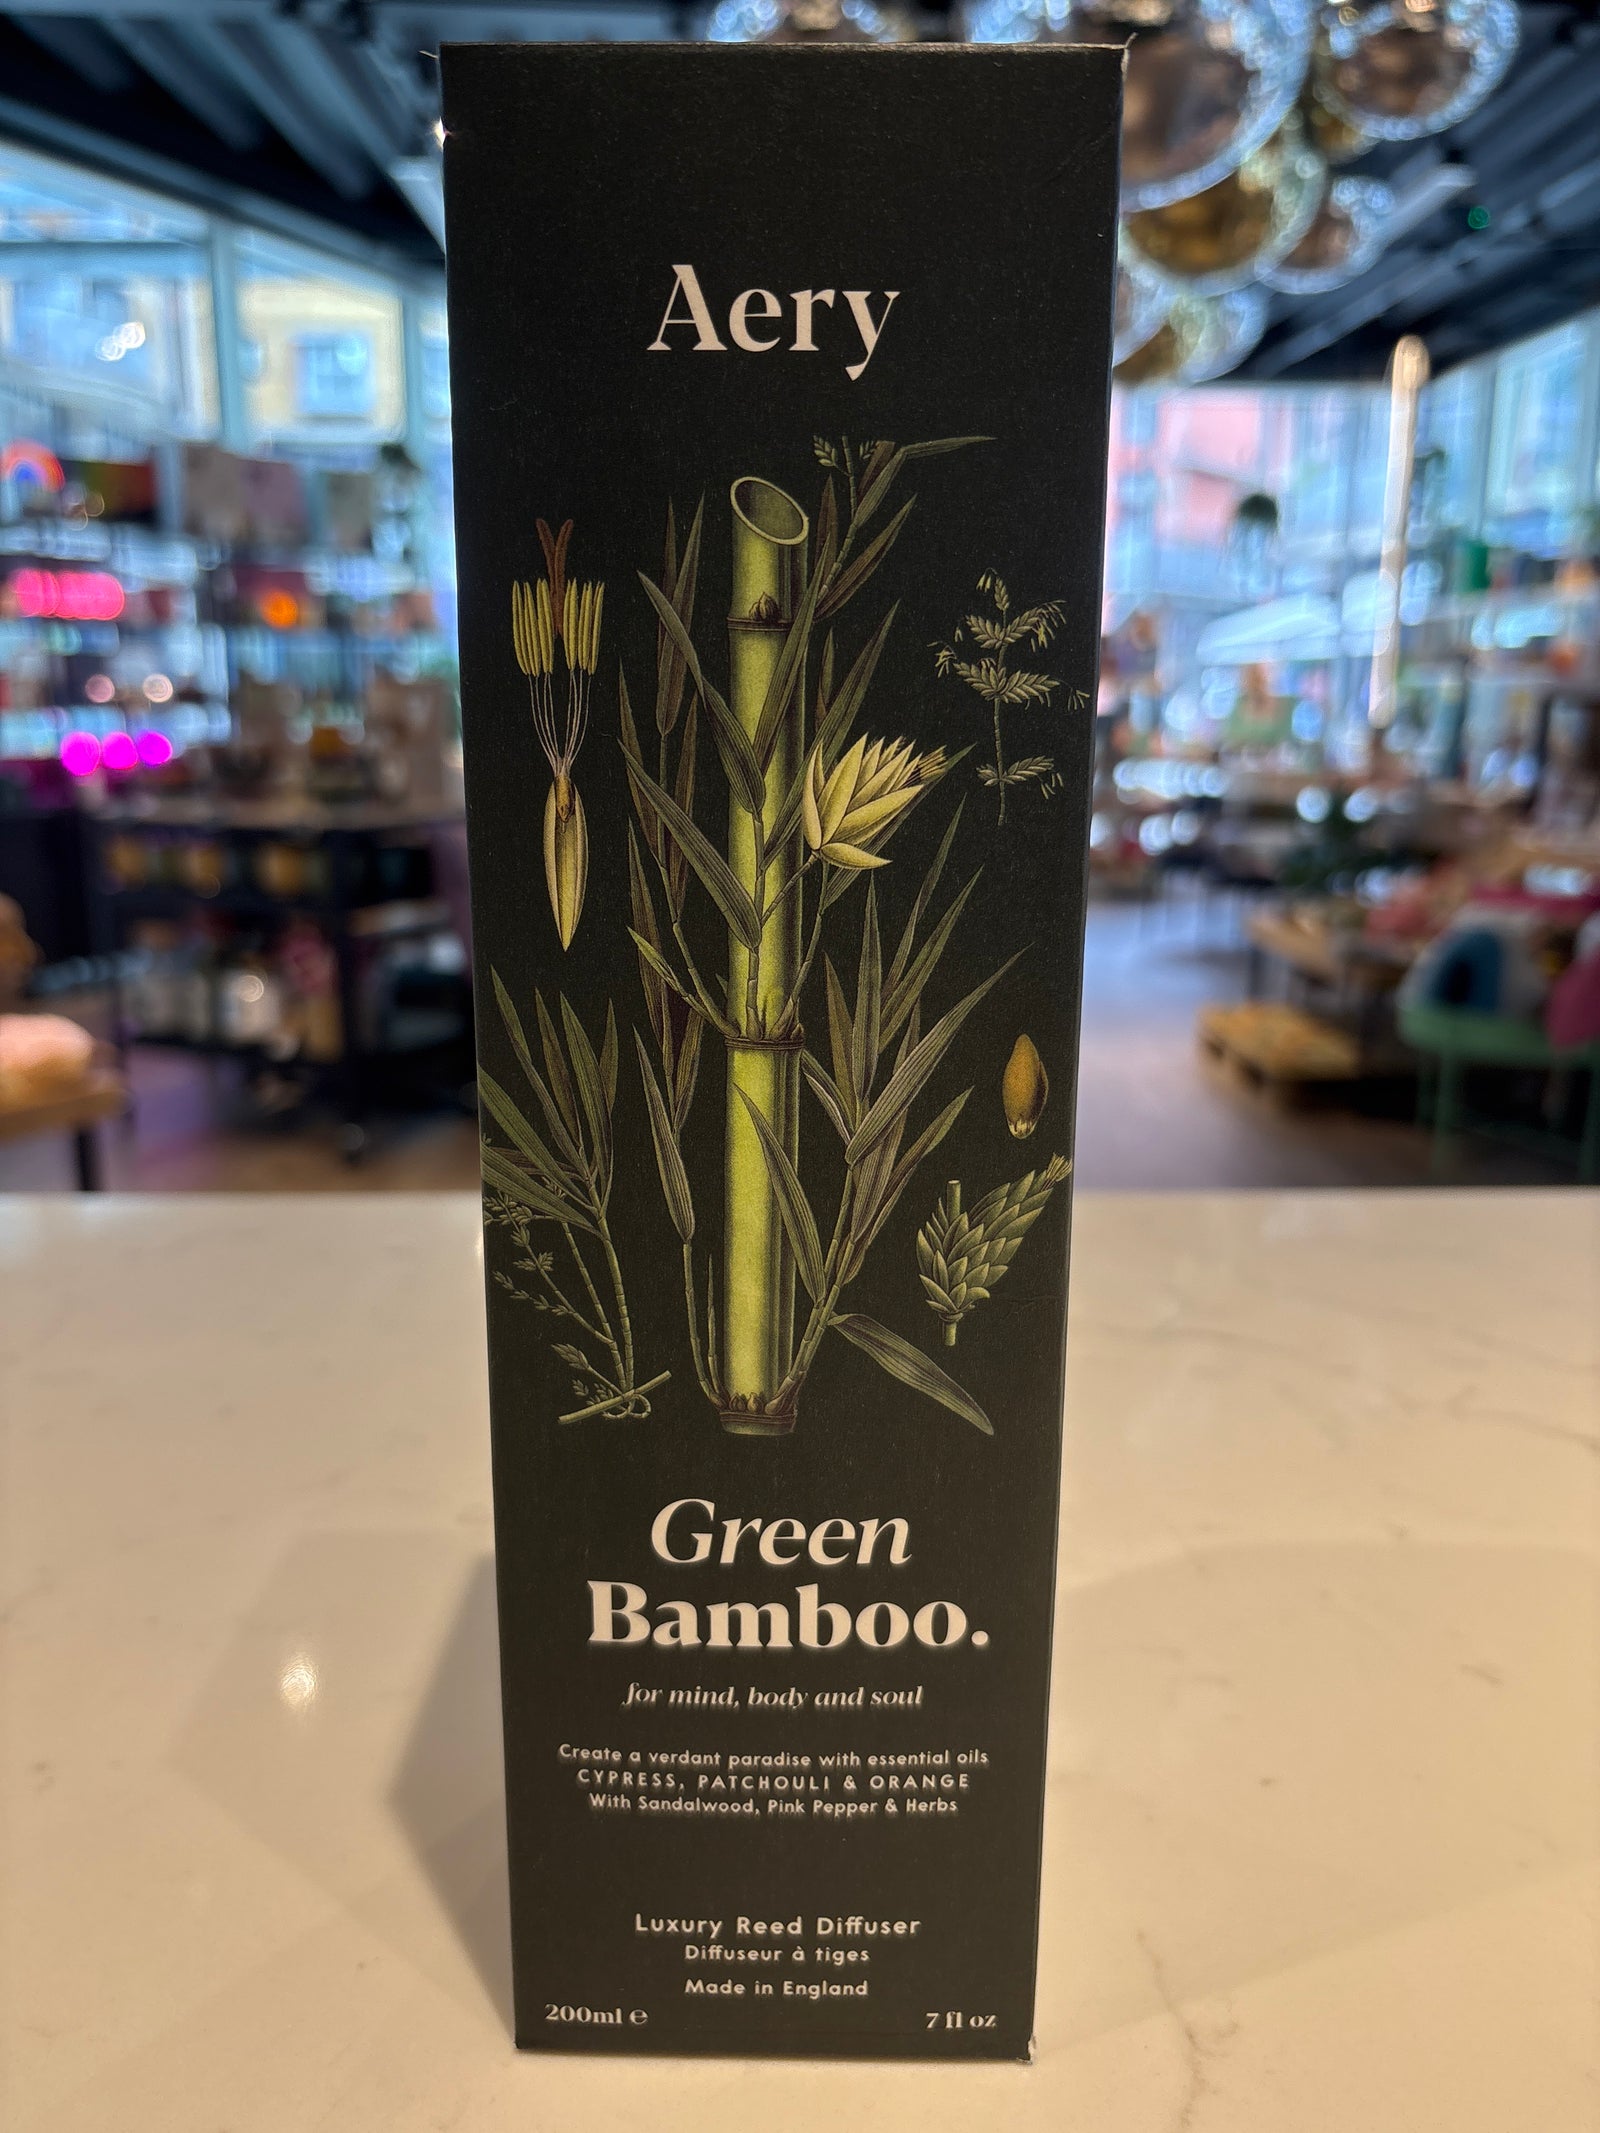 Aery
Green
Bamboo.
for mind, body and soul
Create a verdant paradise with essential oils
CYPRESS, PATCHOULI & ORANGE
With Sandalwood, Pink Pepper & Herbs
Luxury Reed Diffuser
Diffuseur à tiges
Made in England
200ml ℮
7 fl oz